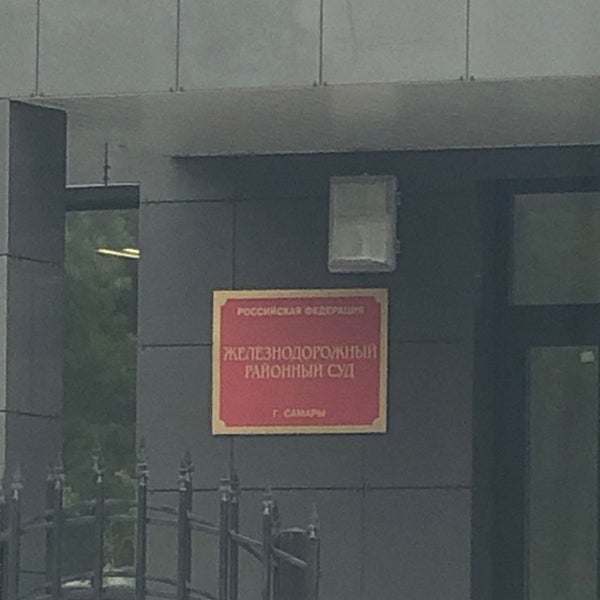 РОССИЙСКАЯ ФЕДЕРАЦИЯ
ЖЕЛЕЗНОДОРОЖНЫЙ
РАЙОННЫЙ СУД
Г. САМАРЫ